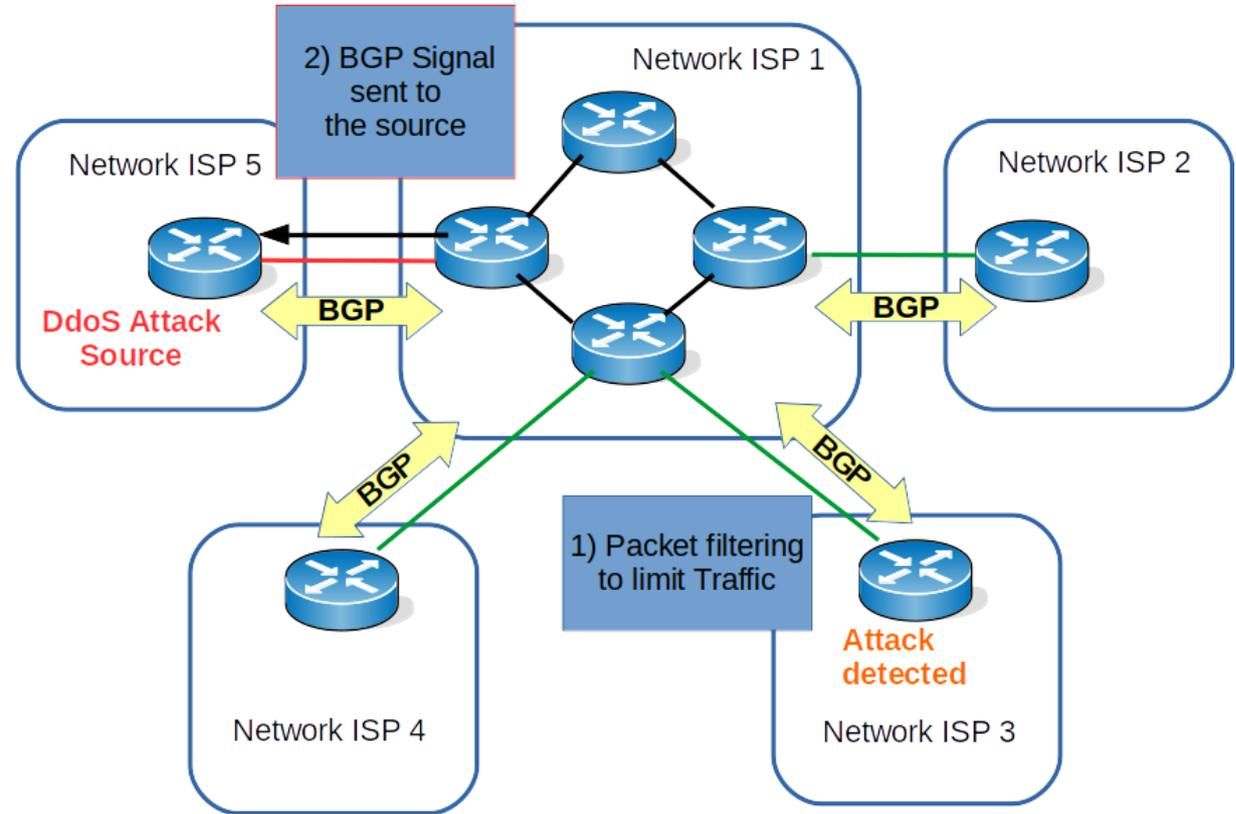 2) BGP Signal
sent to
the source
Network ISP 1
Network ISP 5
Network ISP 2
BGP
BGP
DdoS Attack
Source
BGP
BGP
1) Packet filtering
to limit Traffic
Attack
detected
Network ISP 4
Network ISP 3